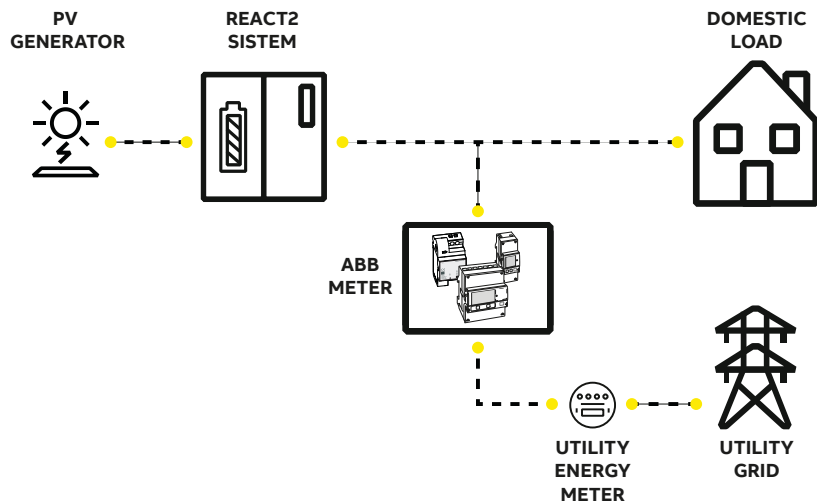 PV
GENERATOR
REACT2
SISTEM
DOMESTIC
LOAD
ABB
METER
UTILITY
ENERGY
METER
UTILITY
GRID